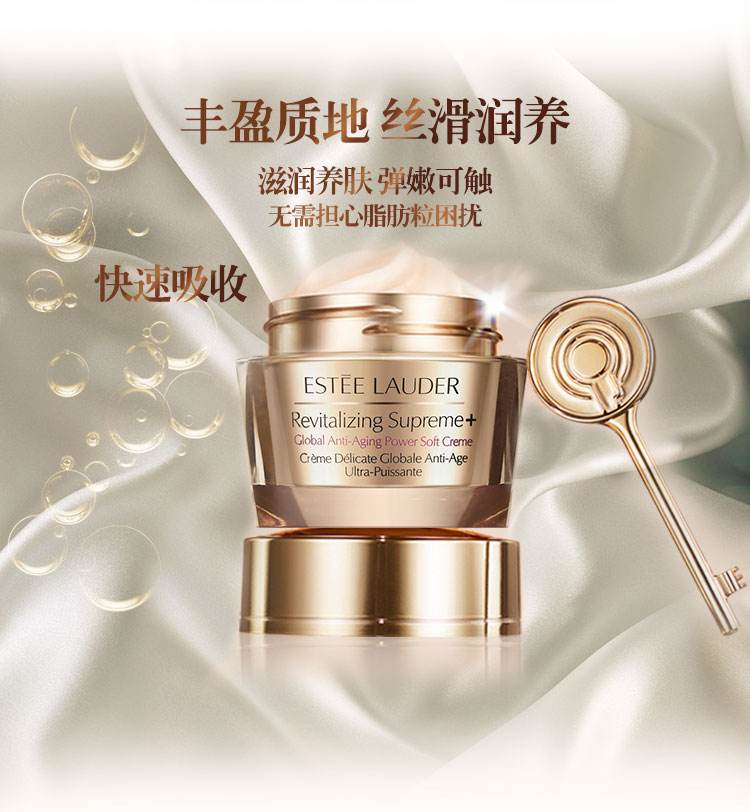 丰盈质地 丝滑润养
滋润养肤 弹嫩可触
无需担心脂肪粒困扰
快速吸收
ESTĒE LAUDER
Revitalizing Supreme+
Global Anti-Aging Power Soft Creme
Crème Délicate Globale Anti-Age
Ultra-Puissante